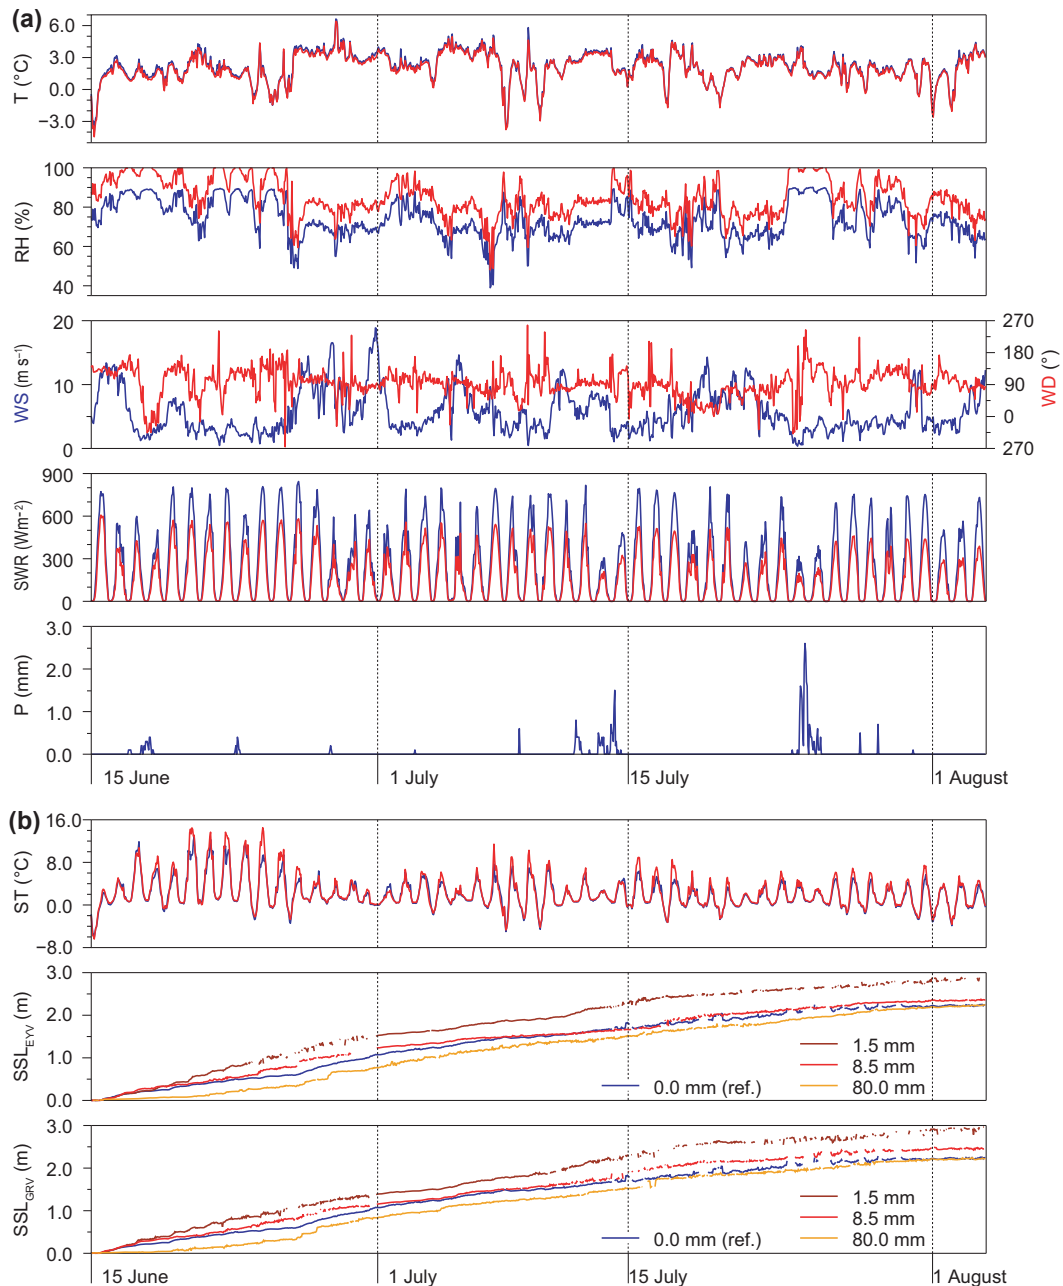 (a)
6.0
3.0
0.0
−3.0
T (°C)
100
80
60
40
RH (%)
20
10
0
WS (m s⁻¹)
270
180
90
0
270
WD (°)
900
600
300
0
SWR (Wm⁻²)
3.0
2.0
1.0
0.0
P (mm)
15 June
1 July
15 July
1 August
(b)
16.0
8.0
0.0
−8.0
ST (°C)
3.0
2.0
1.0
0.0
SSL_EYV (m)
1.5 mm
8.5 mm
0.0 mm (ref.)
80.0 mm
3.0
2.0
1.0
0.0
SSL_GRV (m)
1.5 mm
8.5 mm
0.0 mm (ref.)
80.0 mm
15 June
1 July
15 July
1 August